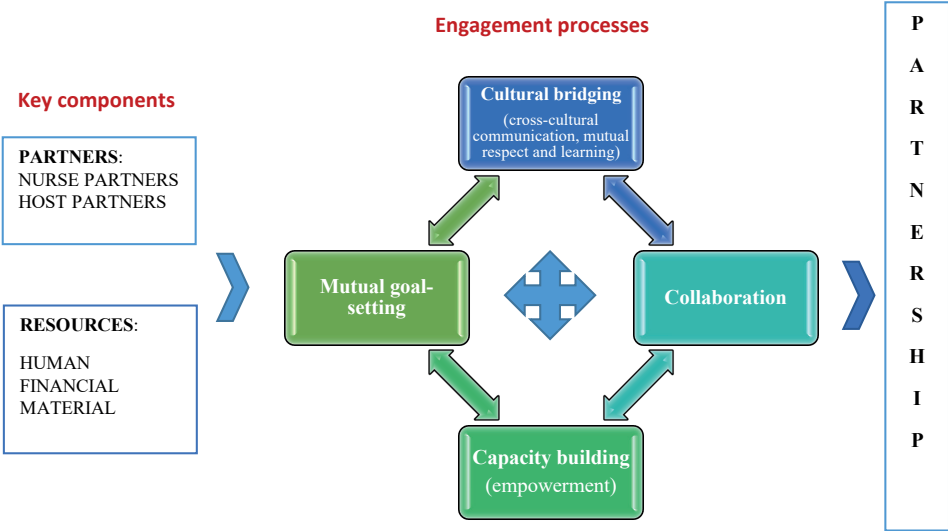 Key components
PARTNERS:
NURSE PARTNERS
HOST PARTNERS
RESOURCES:
HUMAN
FINANCIAL
MATERIAL
Engagement processes
Cultural bridging
(cross-cultural
communication, mutual
respect and learning)
Mutual goal-
setting
Collaboration
Capacity building
(empowerment)
P
A
R
T
N
E
R
S
H
I
P